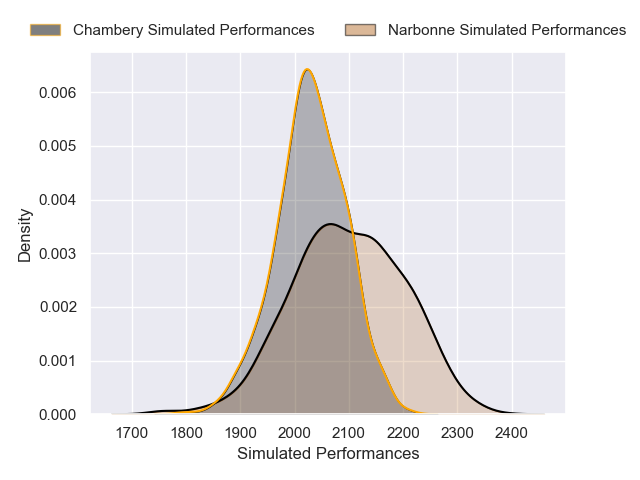 Chambery Simulated Performances Narbonne Simulated Performances
0.006
0.005
0.004
0.003
0.002
0.001
0.000
Density
1700 1800 1900 2000 2100 2200 2300 2400
Simulated Performances